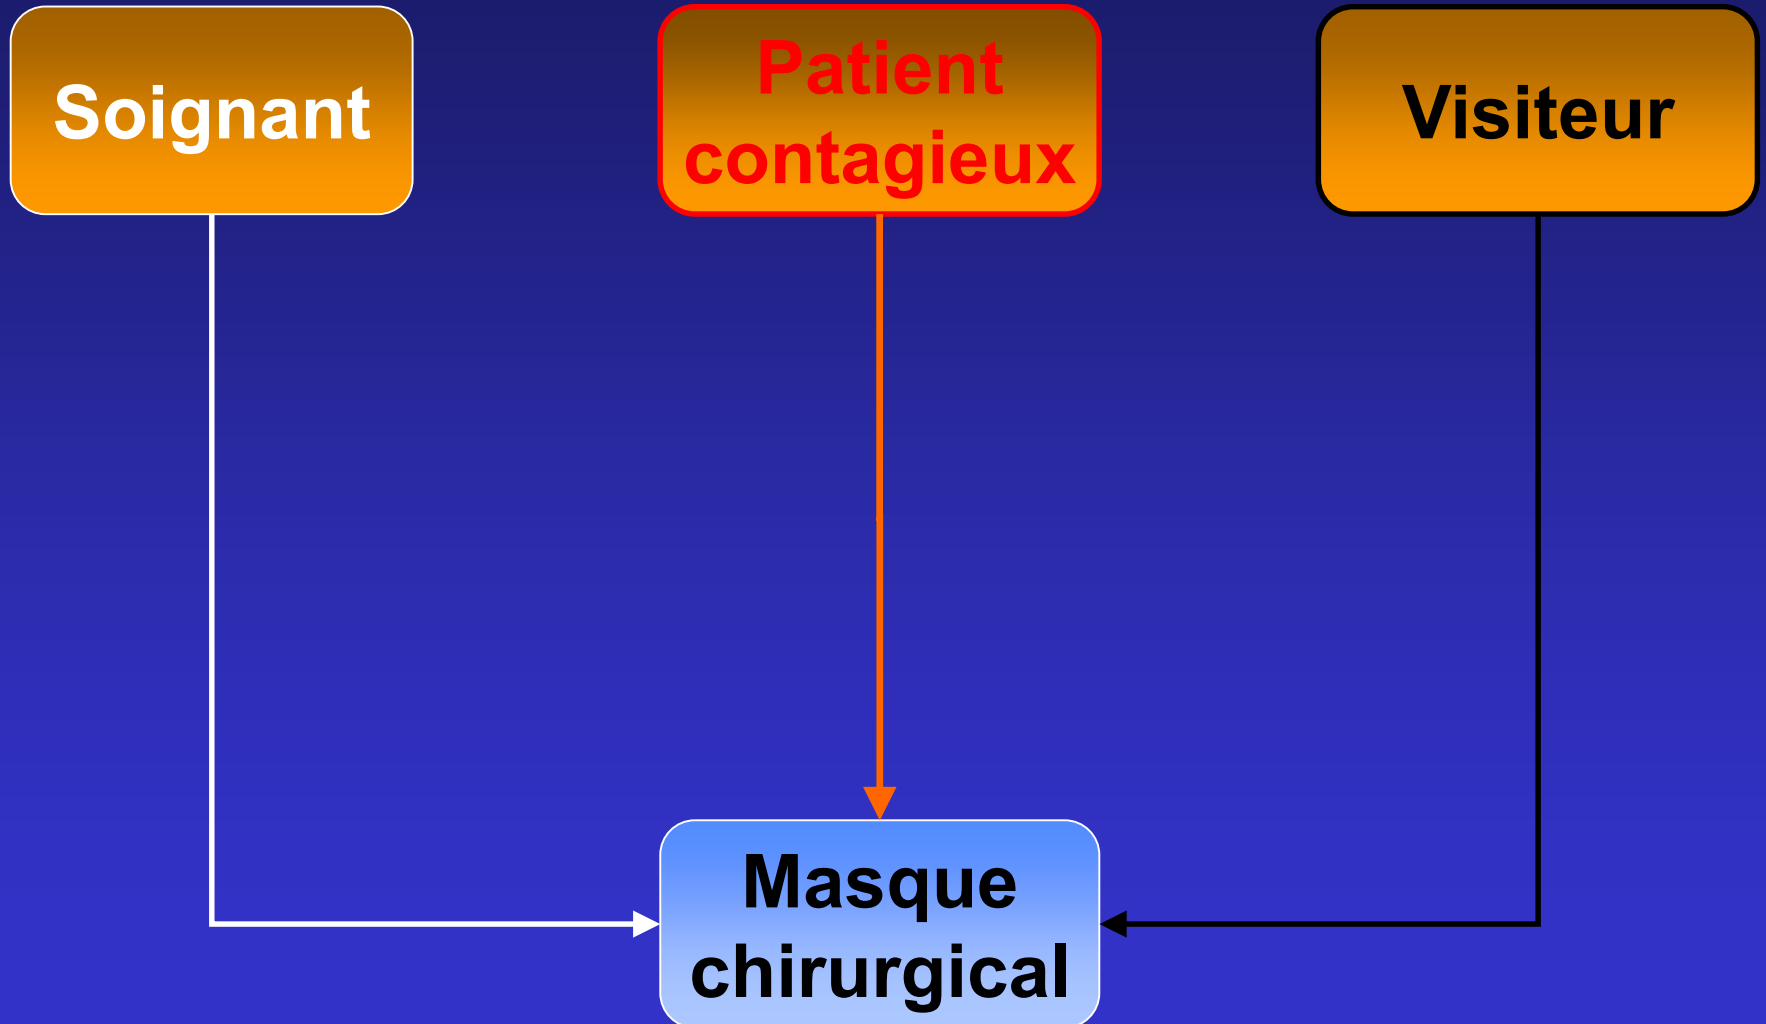 Soignant
Patient
contagieux
Visiteur
Masque
chirurgical